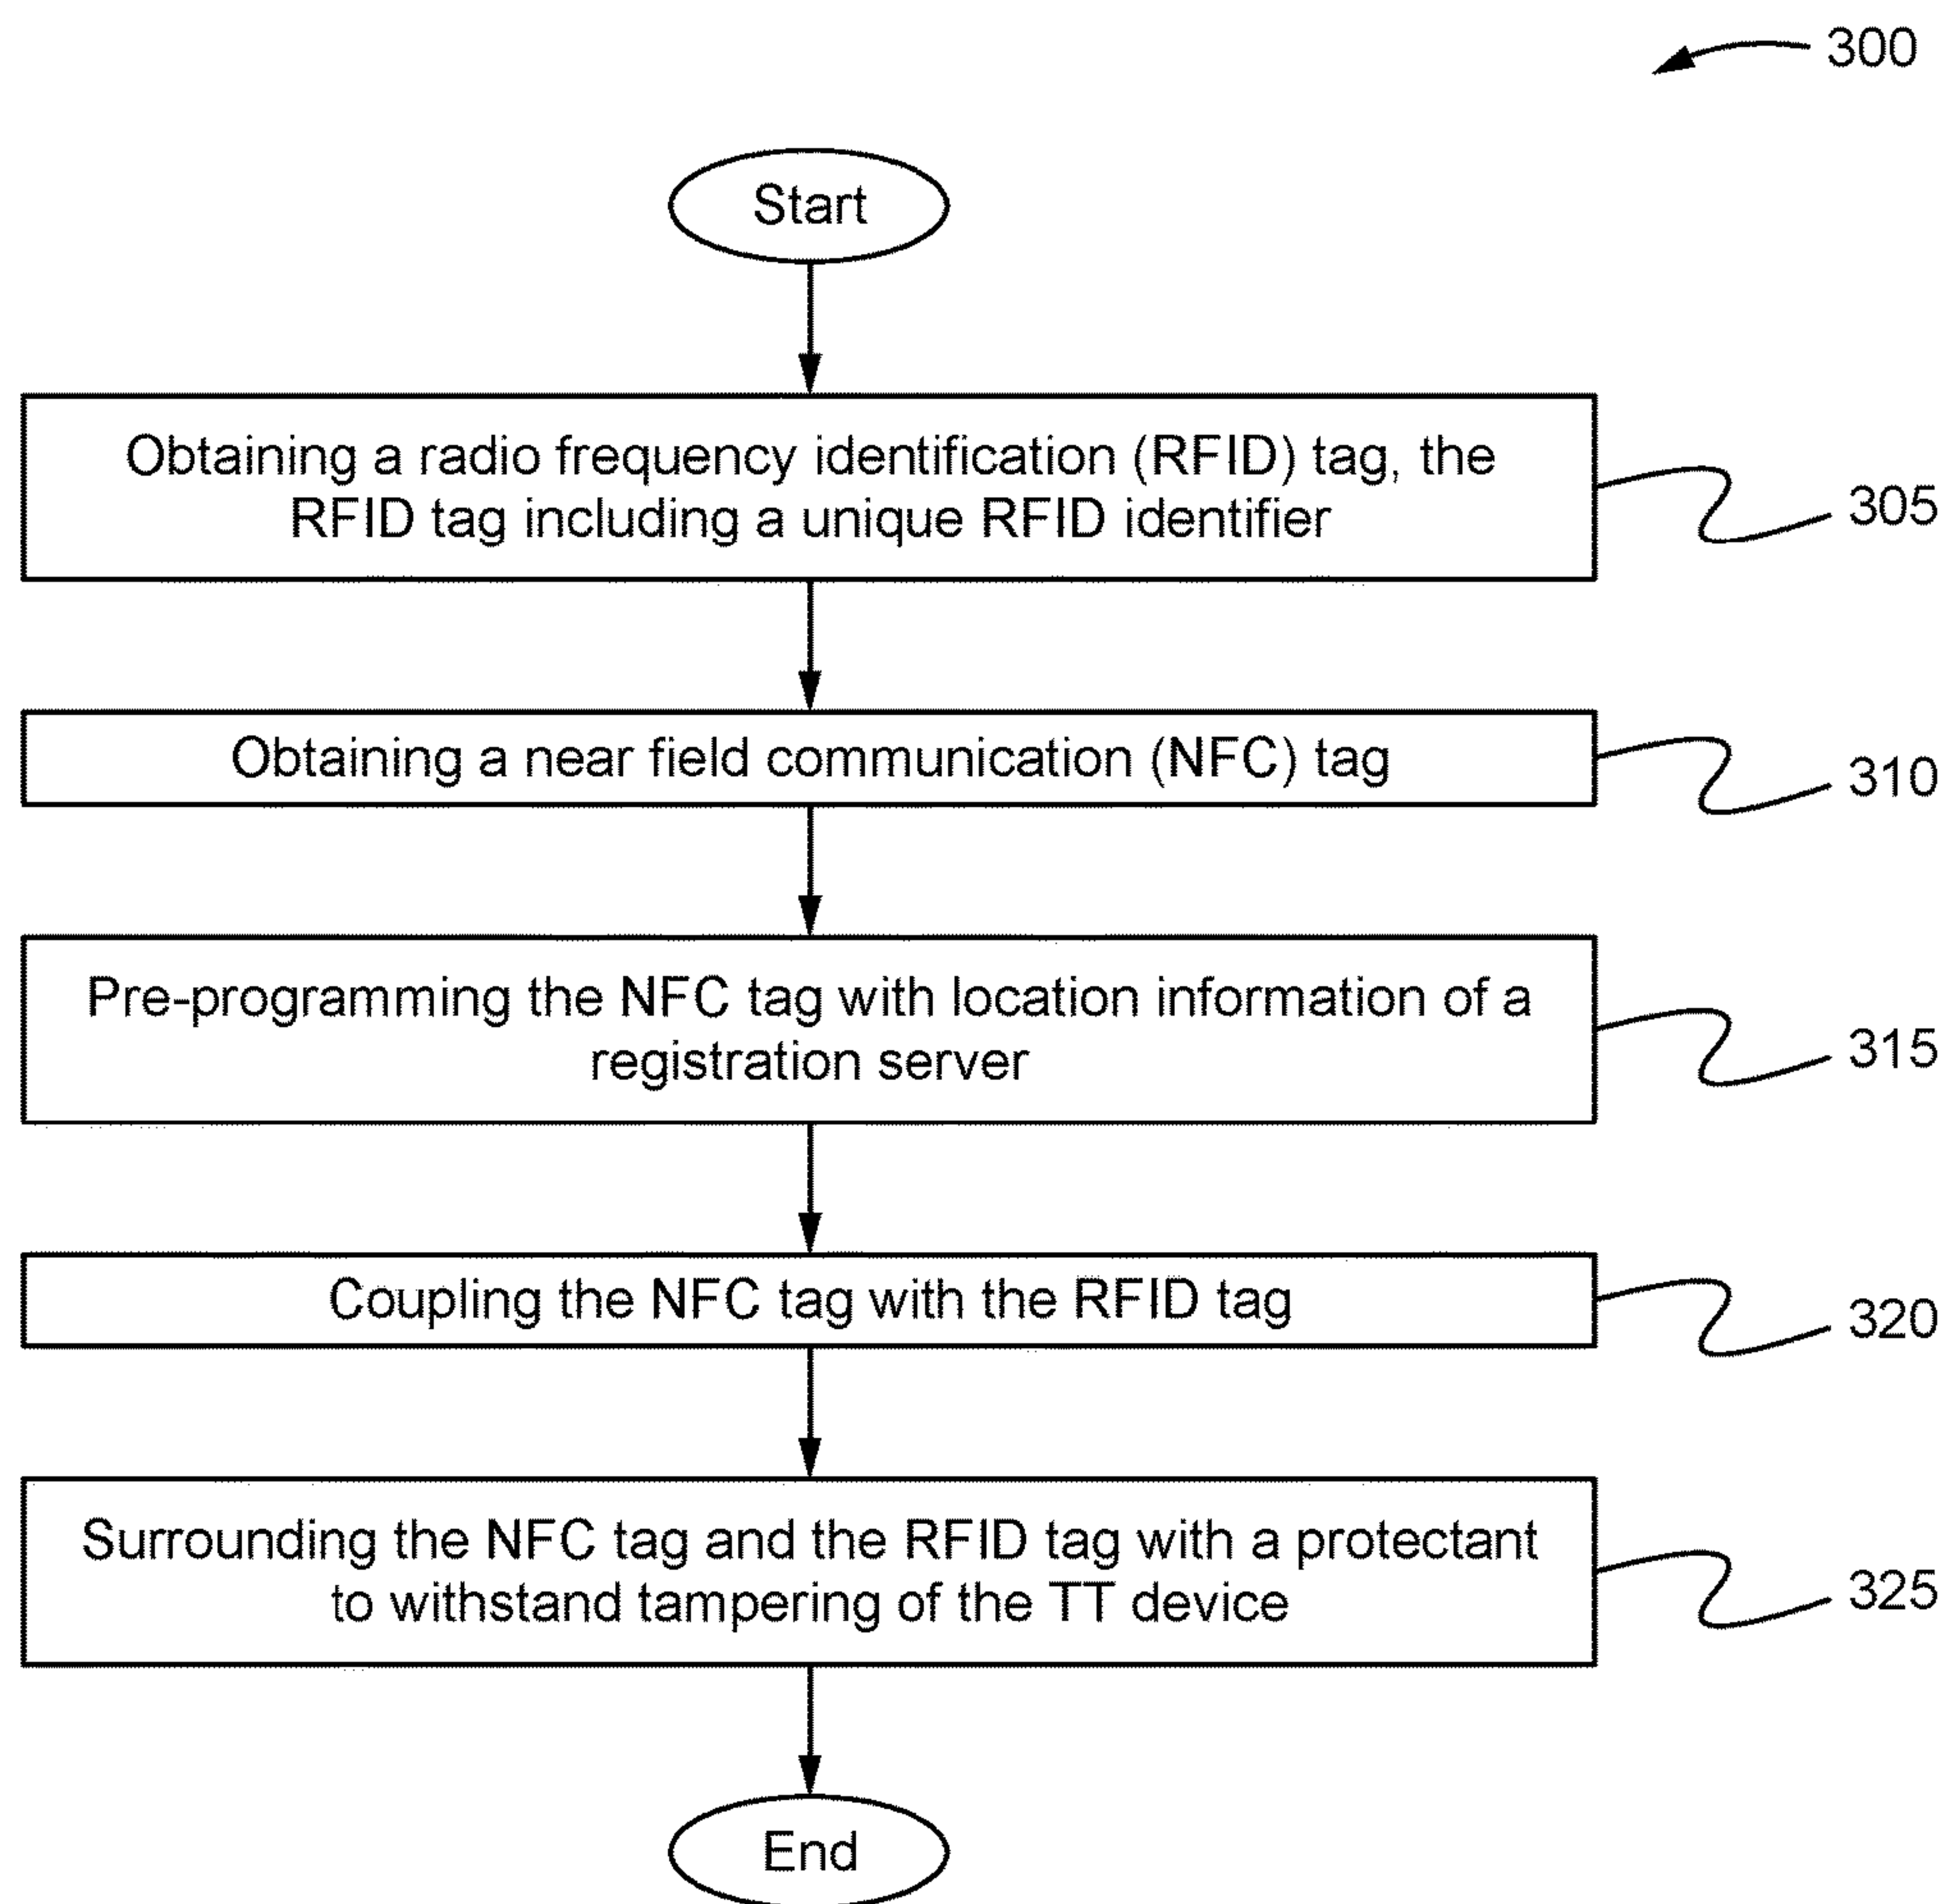 300
Start
Obtaining a radio frequency identification (RFID) tag, the
RFID tag including a unique RFID identifier
305
Obtaining a near field communication (NFC) tag
310
Pre-programming the NFC tag with location information of a
registration server
315
Coupling the NFC tag with the RFID tag
320
Surrounding the NFC tag and the RFID tag with a protectant
to withstand tampering of the TT device
325
End